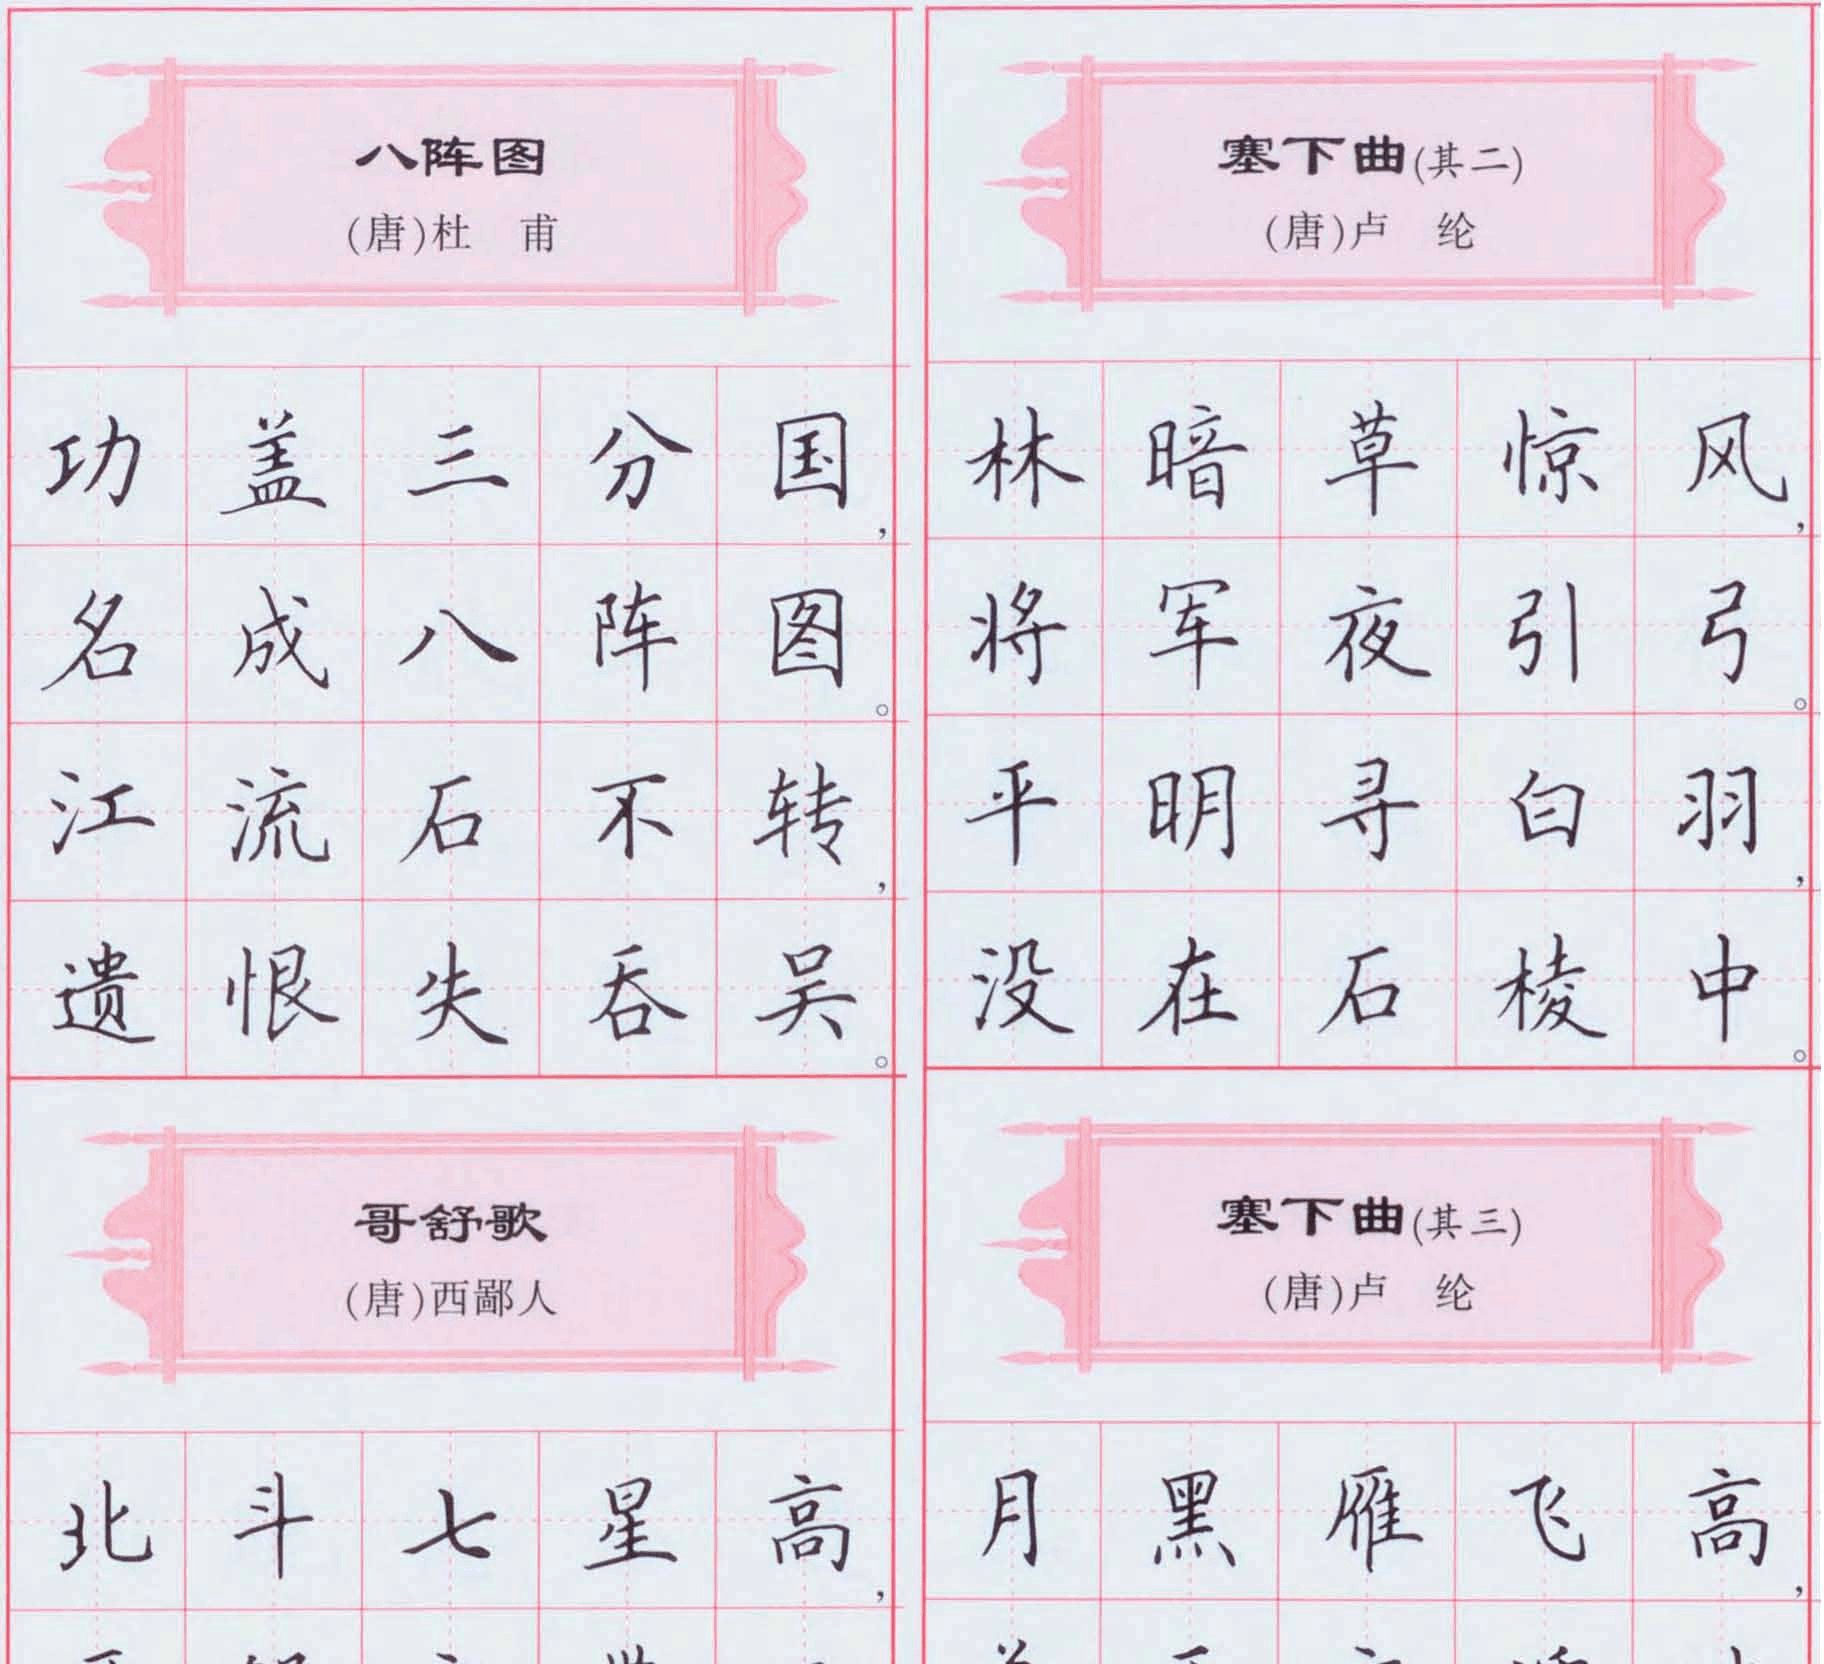 八阵图
(唐)杜 甫
功盖三分国,
名成八阵图。
江流石不转,
遗恨失吞吴。
哥舒歌
(唐)西鄙人
北斗七星高,
塞下曲(其二)
(唐)卢 纶
林暗草惊风,
将军夜引弓。
平明寻白羽,
没在石棱中。
塞下曲(其三)
(唐)卢 纶
月黑雁飞高,